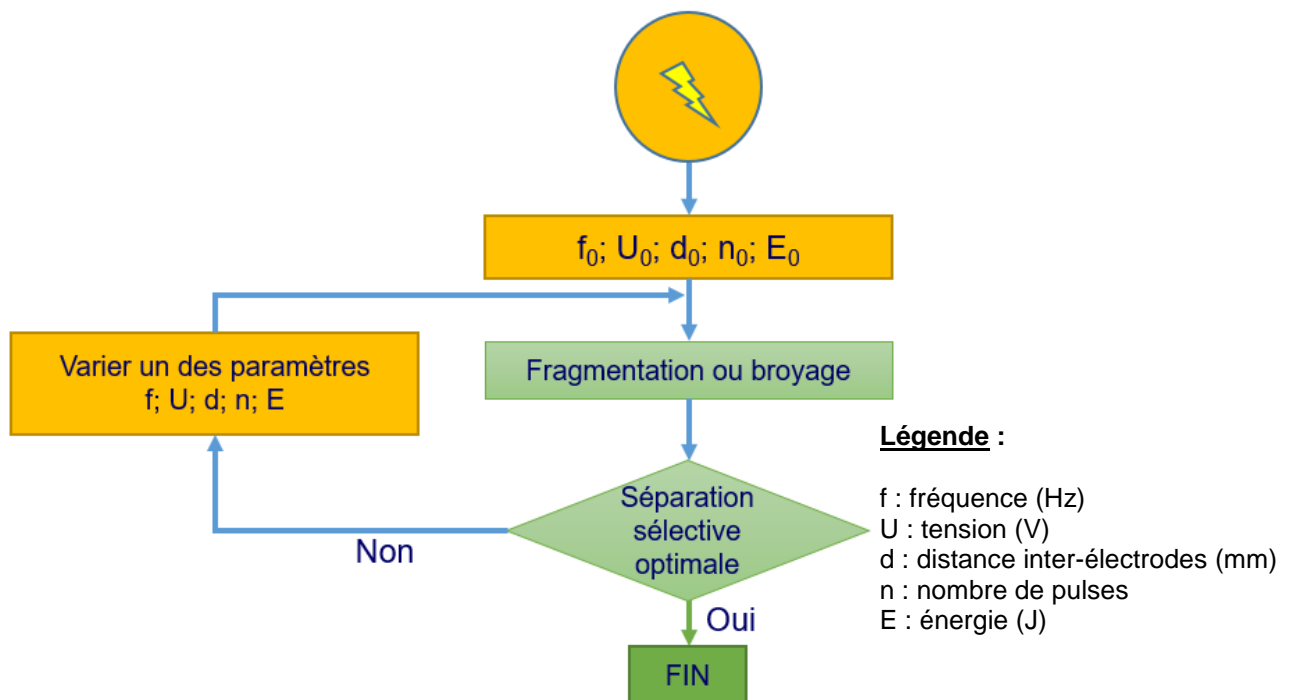 f₀; U₀; d₀; n₀; E₀
Varier un des paramètres
f; U; d; n; E
Fragmentation ou broyage
Séparation
sélective
optimale
Non
Oui
FIN
Légende :
f : fréquence (Hz)
U : tension (V)
d : distance inter-électrodes (mm)
n : nombre de pulses
E : énergie (J)